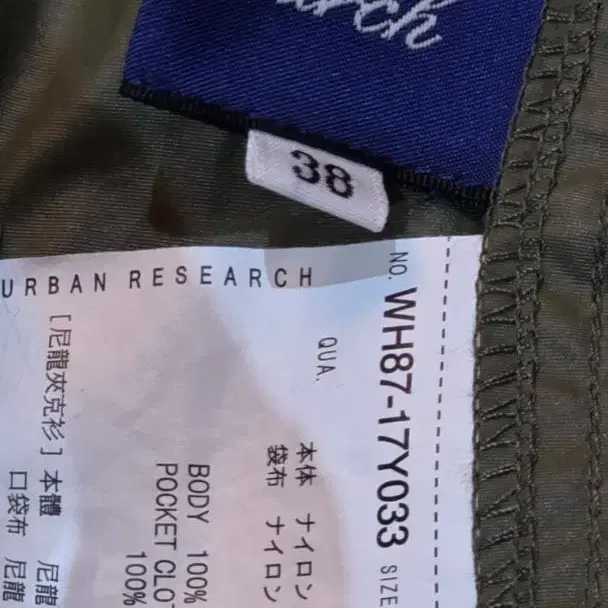 38
URBAN RESEARCH
NO. WH87-17Y033 SIZE
QUA.
本体 ナイロン
袋布 ナイロン
BODY 100%
POCKET CLO
100%
[尼龍夾克衫] 本體 尼龍
口袋布 尼龍